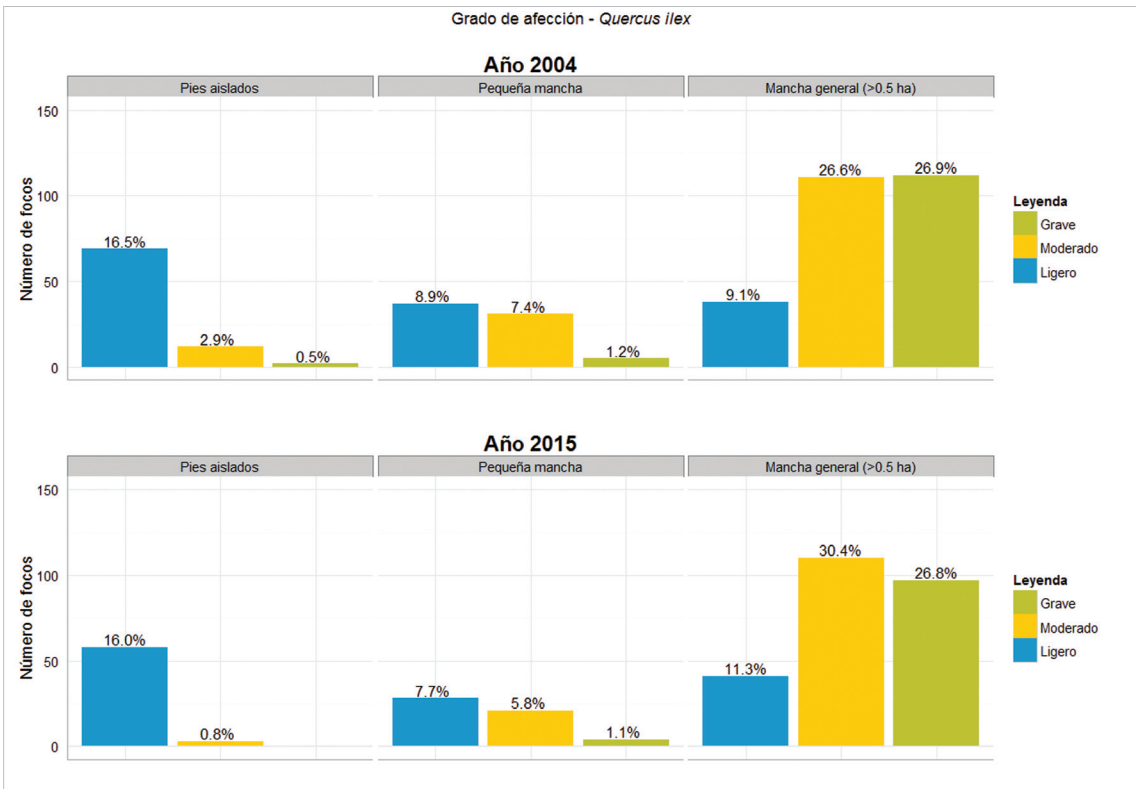 Grado de afección - Quercus ilex
Año 2004
Pies aislados
Pequeña mancha
Mancha general (>0.5 ha)
Número de focos
150
100
50
0
16.5%
2.9%
0.5%
8.9%
7.4%
1.2%
9.1%
26.6%
26.9%
Leyenda
Grave
Moderado
Ligero
Año 2015
Pies aislados
Pequeña mancha
Mancha general (>0.5 ha)
Número de focos
150
100
50
0
16.0%
0.8%
7.7%
5.8%
1.1%
11.3%
30.4%
26.8%
Leyenda
Grave
Moderado
Ligero